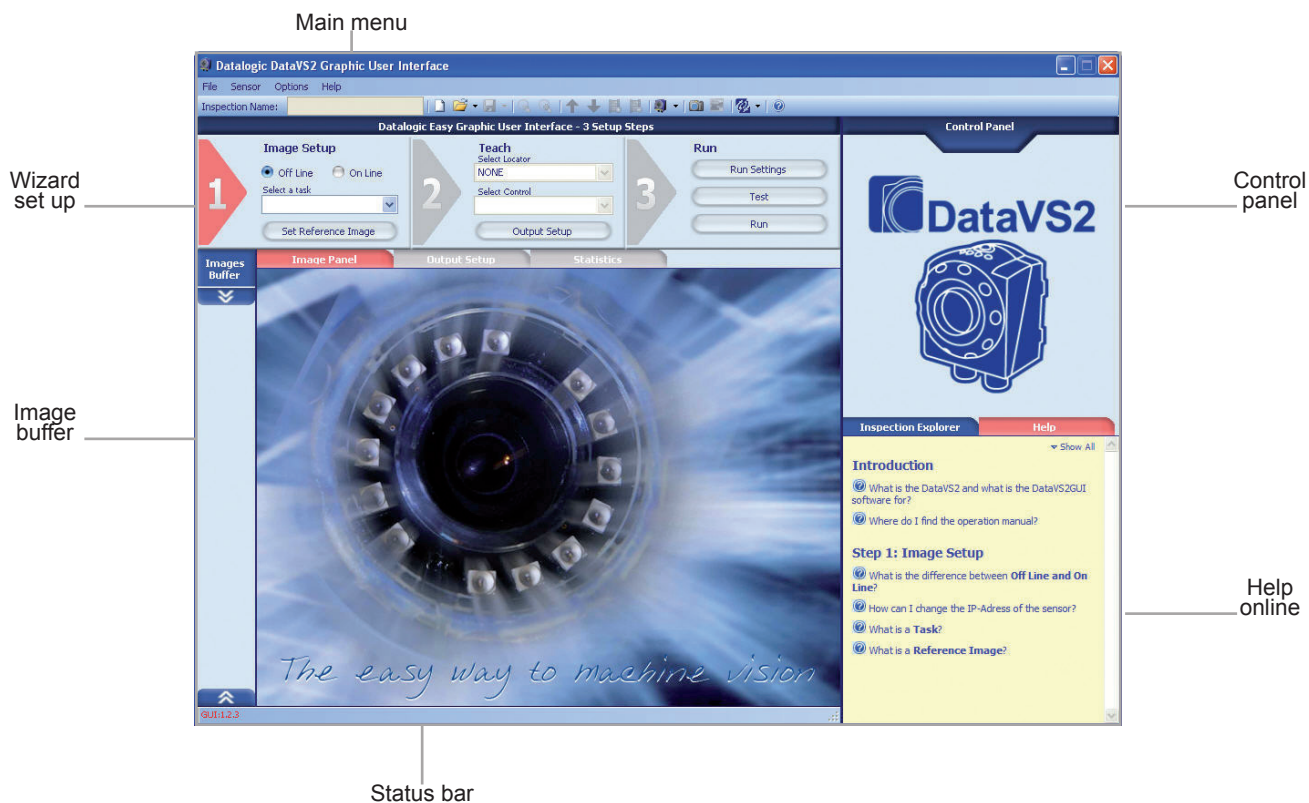 Main menu
Datalogic DataVS2 Graphic User Interface
File Sensor Options Help
Inspection Name:
Datalogic Easy Graphic User Interface - 3 Setup Steps
Control Panel
Wizard
set up
1
Image Setup
Off Line On Line
Select a task
Set Reference Image
2
Teach
Select Locator
NONE
Select Control
Output Setup
3
Run
Run Settings
Test
Run
DataVS2
Control
panel
Images
Buffer
Image Panel Output Setup Statistics
Image
buffer
The easy way to machine vision
Inspection Explorer Help
Show All
Introduction
What is the DataVS2 and what is the DataVS2GUI
software for?
Where do I find the operation manual?
Step 1: Image Setup
What is the difference between Off Line and On
Line?
How can I change the IP-Adress of the sensor?
What is a Task?
What is a Reference Image?
Help
online
GUI:1.2.3
Status bar